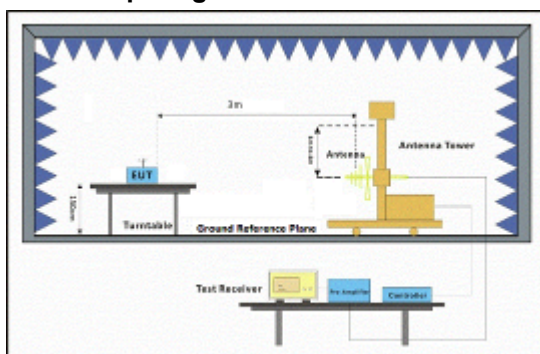 3m
Antenna
Antenna Tower
EUT
Turntable
Ground Reference Plane
Test Receiver
Pre Amplifier
Controller